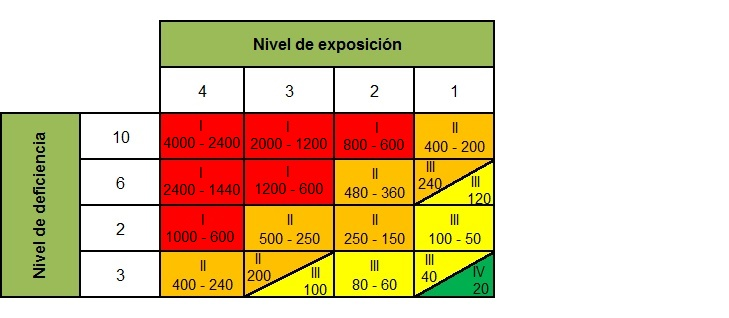 Nivel de exposición
4 3 2 1
Nivel de deficiencia
10
I I I II
4000 - 2400 2000 - 1200 800 - 600 400 - 200
6
I I II III III
2400 - 1440 1200 - 600 480 - 360 240 120
2
I II II III
1000 - 600 500 - 250 250 - 150 100 - 50
3
II II III III III IV
400 - 240 200 100 80 - 60 40 20